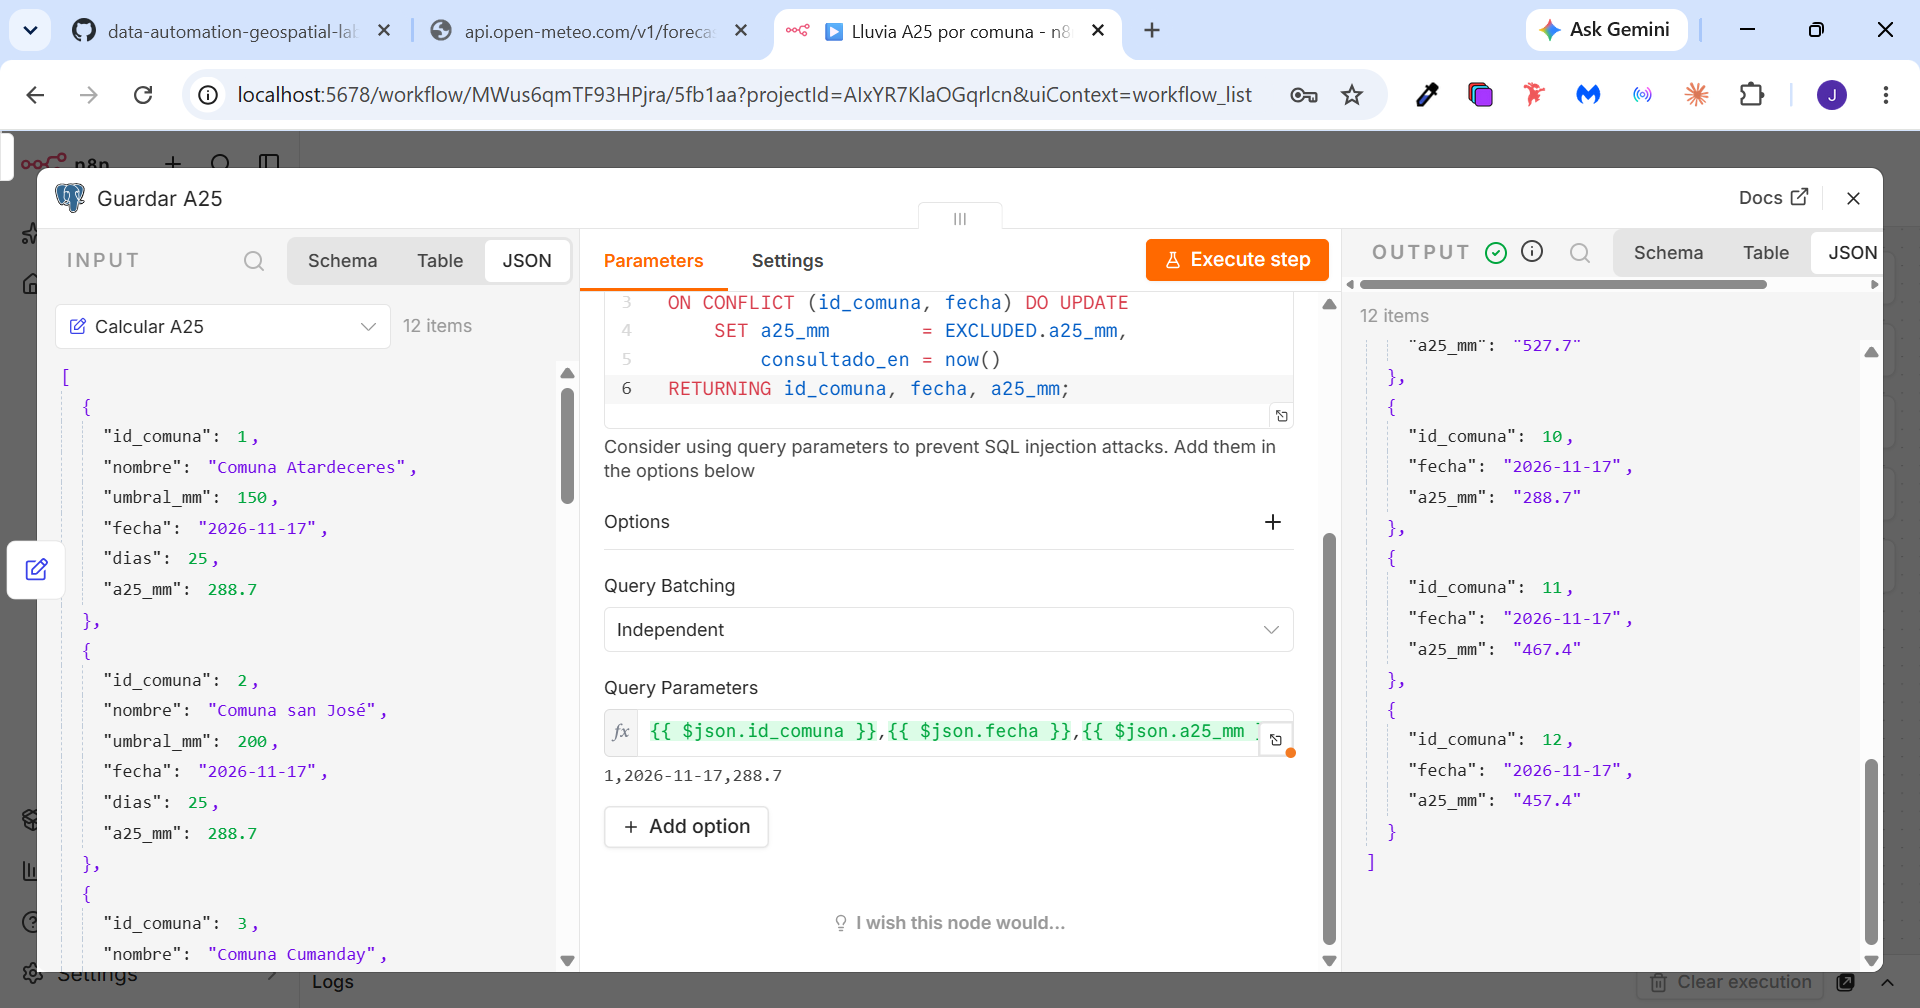 data-automation-geospatial-lab
api.open-meteo.com/v1/foreca
Lluvia A25 por comuna - n8n
Ask Gemini
localhost:5678/workflow/MWus6qmTF93HPjra/5fb1aa?projectId=AIxYR7KlaOGqrIcn&uiContext=workflow_list
J
n8n
Guardar A25
Docs
INPUT
Schema
Table
JSON
Calcular A25
12 items
[
{
"id_comuna": 1,
"nombre": "Comuna Atardeceres",
"umbral_mm": 150,
"fecha": "2026-11-17",
"dias": 25,
"a25_mm": 288.7
},
{
"id_comuna": 2,
"nombre": "Comuna san José",
"umbral_mm": 200,
"fecha": "2026-11-17",
"dias": 25,
"a25_mm": 288.7
},
{
"id_comuna": 3,
"nombre": "Comuna Cumanday",
Parameters
Settings
Execute step
3 ON CONFLICT (id_comuna, fecha) DO UPDATE
4 SET a25_mm = EXCLUDED.a25_mm,
5 consultado_en = now()
6 RETURNING id_comuna, fecha, a25_mm;
Consider using query parameters to prevent SQL injection attacks. Add them in
the options below
Options
Query Batching
Independent
Query Parameters
fx {{ $json.id_comuna }},{{ $json.fecha }},{{ $json.a25_mm }
1,2026-11-17,288.7
+ Add option
I wish this node would...
OUTPUT
Schema
Table
JSON
12 items
"a25_mm": "527.7"
},
{
"id_comuna": 10,
"fecha": "2026-11-17",
"a25_mm": "288.7"
},
{
"id_comuna": 11,
"fecha": "2026-11-17",
"a25_mm": "467.4"
},
{
"id_comuna": 12,
"fecha": "2026-11-17",
"a25_mm": "457.4"
}
]
Settings
Logs
Clear execution